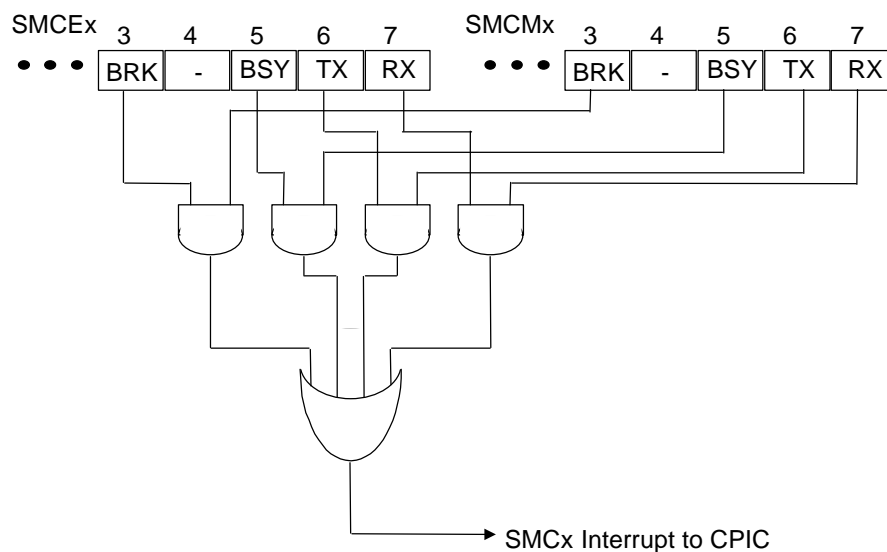 SMCEx
3 4 5 6 7
• • • BRK - BSY TX RX
SMCMx
3 4 5 6 7
• • • BRK - BSY TX RX
SMCx Interrupt to CPIC